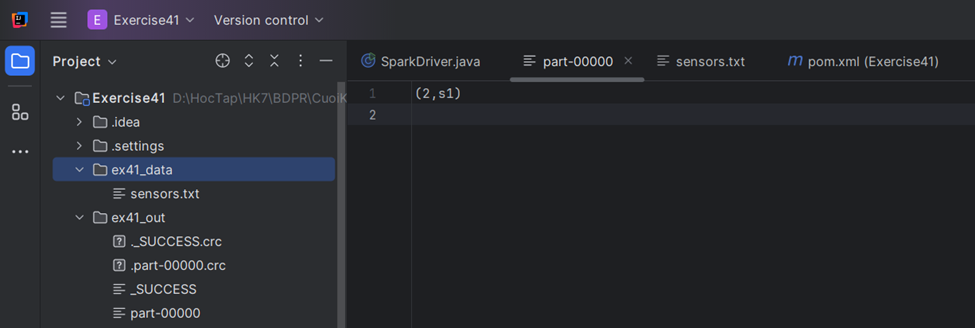 E Exercise41 Version control
Project
SparkDriver.java part-00000 sensors.txt m pom.xml (Exercise41)
Exercise41 D:\HocTap\HK7\BDPR\CuoiK
.idea
.settings
ex41_data
sensors.txt
ex41_out
._SUCCESS.crc
.part-00000.crc
_SUCCESS
part-00000
1 (2,s1)
2